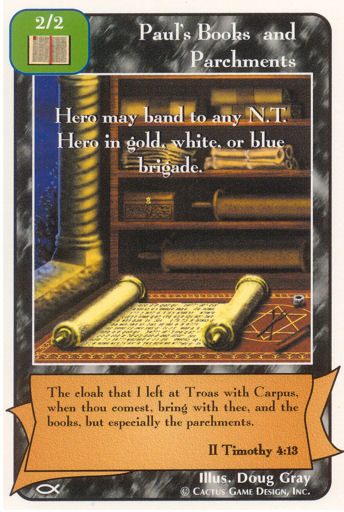 2/2
Paul's Books and
Parchments
Hero may band to any N.T.
Hero in gold, white, or blue
brigade.
The cloak that I left at Troas with Carpus,
when thou comest, bring with thee, and the
books, but especially the parchments.
II Timothy 4:13
Illus. Doug Gray
© Cactus Game Design, Inc.